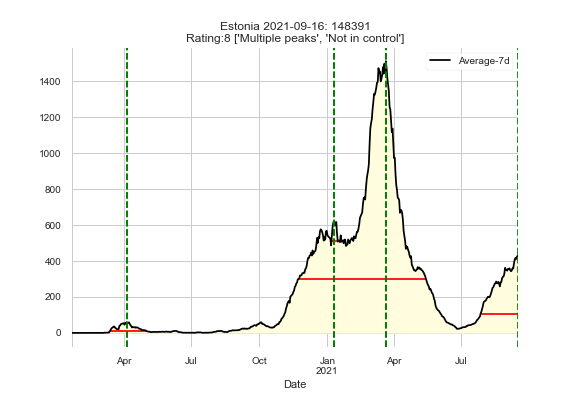 Estonia 2021-09-16: 148391
Rating:8 ['Multiple peaks', 'Not in control']
Average-7d
1400
1200
1000
800
600
400
200
0
Apr Jul Oct Jan Apr Jul
2021
Date